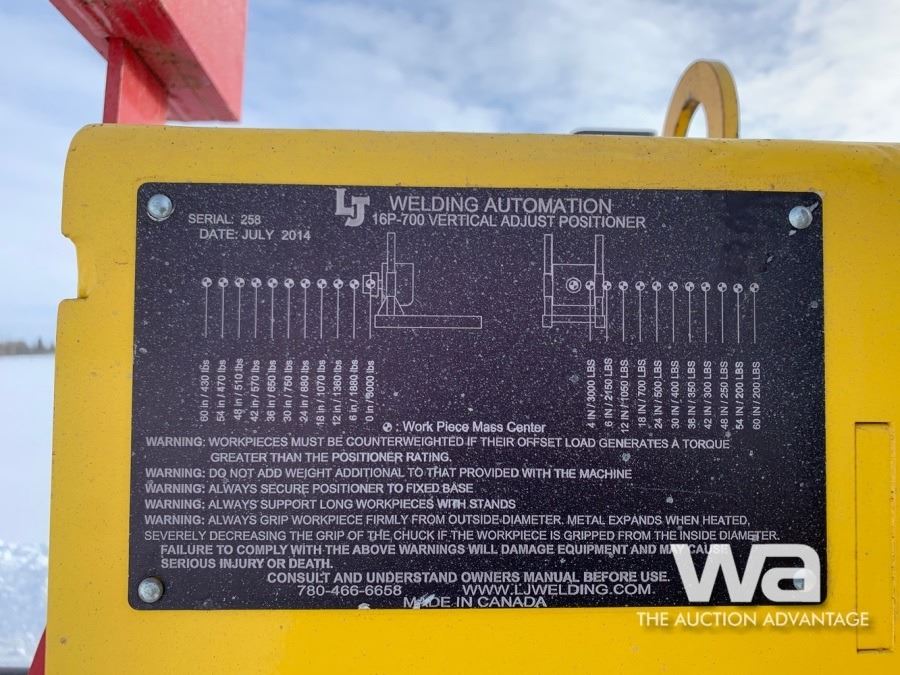 LJ WELDING AUTOMATION
16P-700 VERTICAL ADJUST POSITIONER
SERIAL: 258
DATE: JULY 2014
60 in / 430 lbs
54 in / 470 lbs
48 in / 510 lbs
42 in / 570 lbs
36 in / 650 lbs
30 in / 750 lbs
24 in / 880 lbs
18 in / 1070 lbs
12 in / 1360 lbs
6 in / 1880 lbs
0 in / 3000 lbs
4 IN / 3000 LBS
6 IN / 2150 LBS
12 IN / 1050 LBS
18 IN / 700 LBS
24 IN / 500 LBS
30 IN / 400 LBS
36 IN / 350 LBS
42 IN / 300 LBS
48 IN / 250 LBS
54 IN / 200 LBS
60 IN / 200 LBS
: Work Piece Mass Center
WARNING: WORKPIECES MUST BE COUNTERWEIGHTED IF THEIR OFFSET LOAD GENERATES A TORQUE
GREATER THAN THE POSITIONER RATING.
WARNING: DO NOT ADD WEIGHT ADDITIONAL TO THAT PROVIDED WITH THE MACHINE
WARNING: ALWAYS SECURE POSITIONER TO FIXED BASE
WARNING: ALWAYS SUPPORT LONG WORKPIECES WITH STANDS
WARNING: ALWAYS GRIP WORKPIECE FIRMLY FROM OUTSIDE DIAMETER. METAL EXPANDS WHEN HEATED,
SEVERELY DECREASING THE GRIP OF THE CHUCK IF THE WORKPIECE IS GRIPPED FROM THE INSIDE DIAMETER.
FAILURE TO COMPLY WITH THE ABOVE WARNINGS WILL DAMAGE EQUIPMENT AND MAY CAUSE
SERIOUS INJURY OR DEATH.
CONSULT AND UNDERSTAND OWNERS MANUAL BEFORE USE.
780-466-6658 WWW.LJWELDING.COM
MADE IN CANADA
wa
THE AUCTION ADVANTAGE